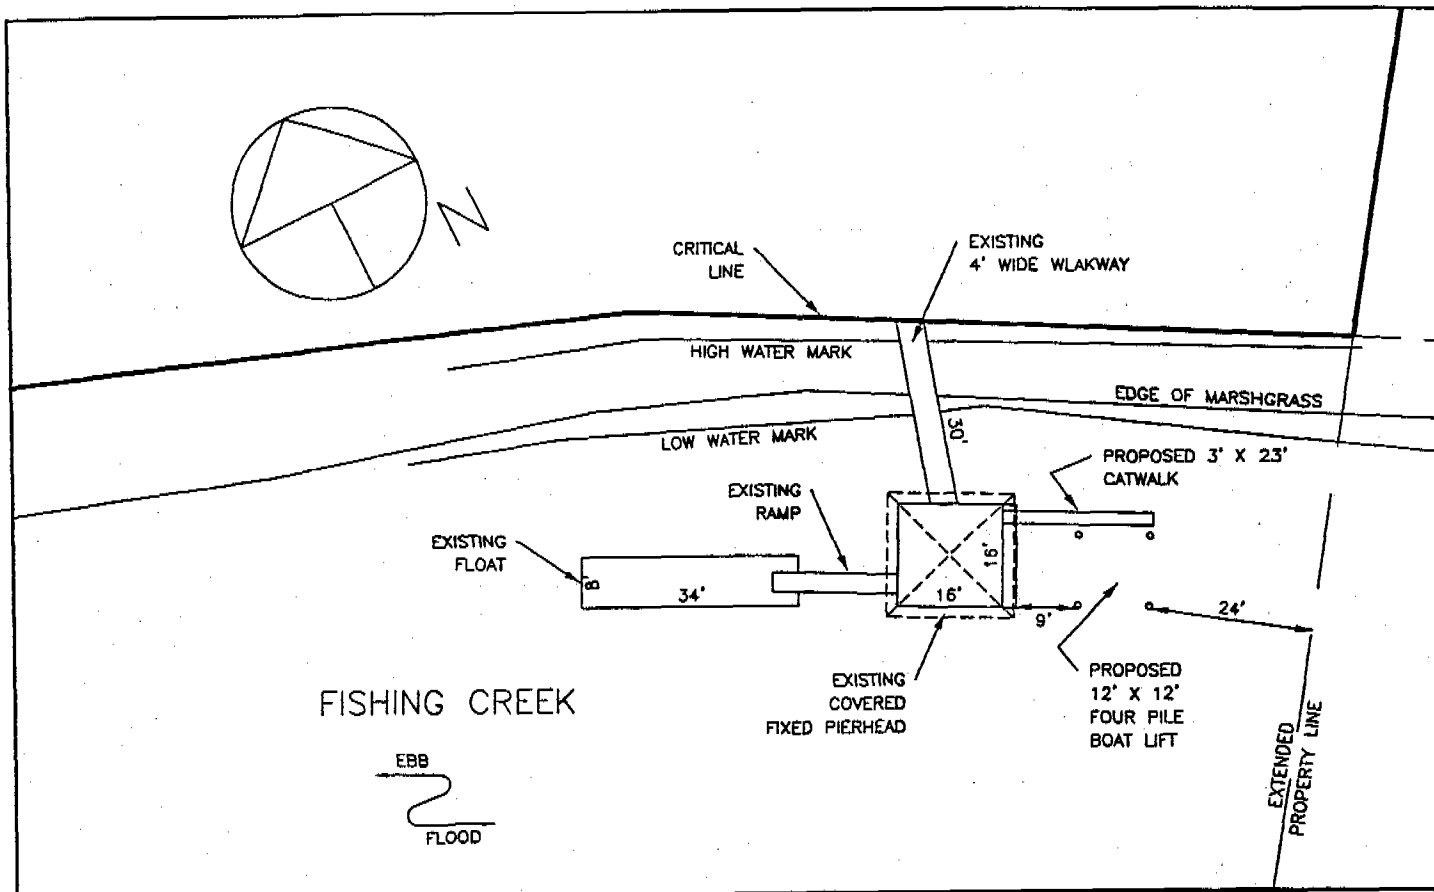 N
CRITICAL
LINE
EXISTING
4' WIDE WLAKWAY
HIGH WATER MARK
EDGE OF MARSHGRASS
LOW WATER MARK
30'
PROPOSED 3' X 23'
CATWALK
EXISTING
RAMP
EXISTING
FLOAT
8'
34'
16'
16'
9'
24'
EXISTING
COVERED
FIXED PIERHEAD
PROPOSED
12' X 12'
FOUR PILE
BOAT LIFT
FISHING CREEK
EBB
FLOOD
EXTENDED
PROPERTY LINE